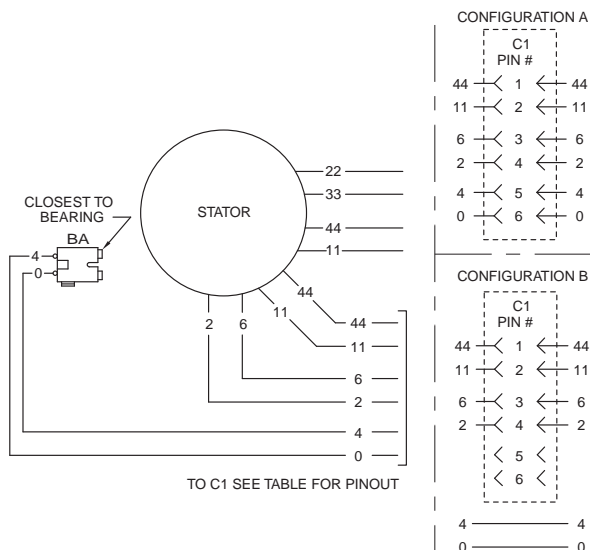 CONFIGURATION A
C1
PIN #
44 1 44
11 2 11
6 3 6
2 4 2
4 5 4
0 6 0
22
33
44
11
STATOR
CLOSEST TO
BEARING
BA
4
0
2 6 11 44
44
11
6
2
4
0
TO C1 SEE TABLE FOR PINOUT
CONFIGURATION B
C1
PIN #
44 1 44
11 2 11
6 3 6
2 4 2
5
6
4 4
0 0